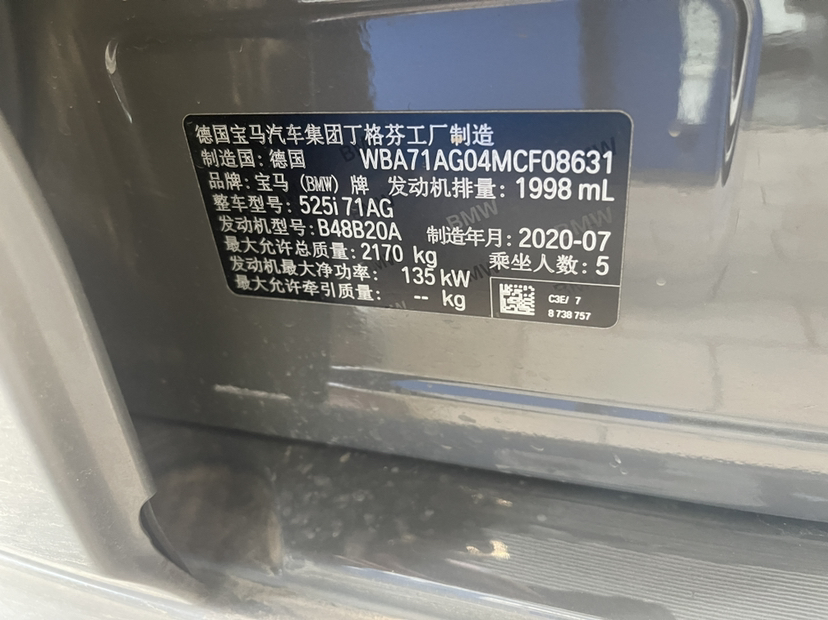 德国宝马汽车集团丁格芬工厂制造
制造国: 德国 WBA71AG04MCF08631
品牌: 宝马 (BMW) 牌 发动机排量: 1998 mL
整车型号: 525i 71AG
发动机型号: B48B20A 制造年月: 2020-07
最大允许总质量: 2170 kg 乘坐人数: 5
发动机最大净功率: 135 kW
最大允许牵引质量: -- kg
C3E/ 7
8 738 757